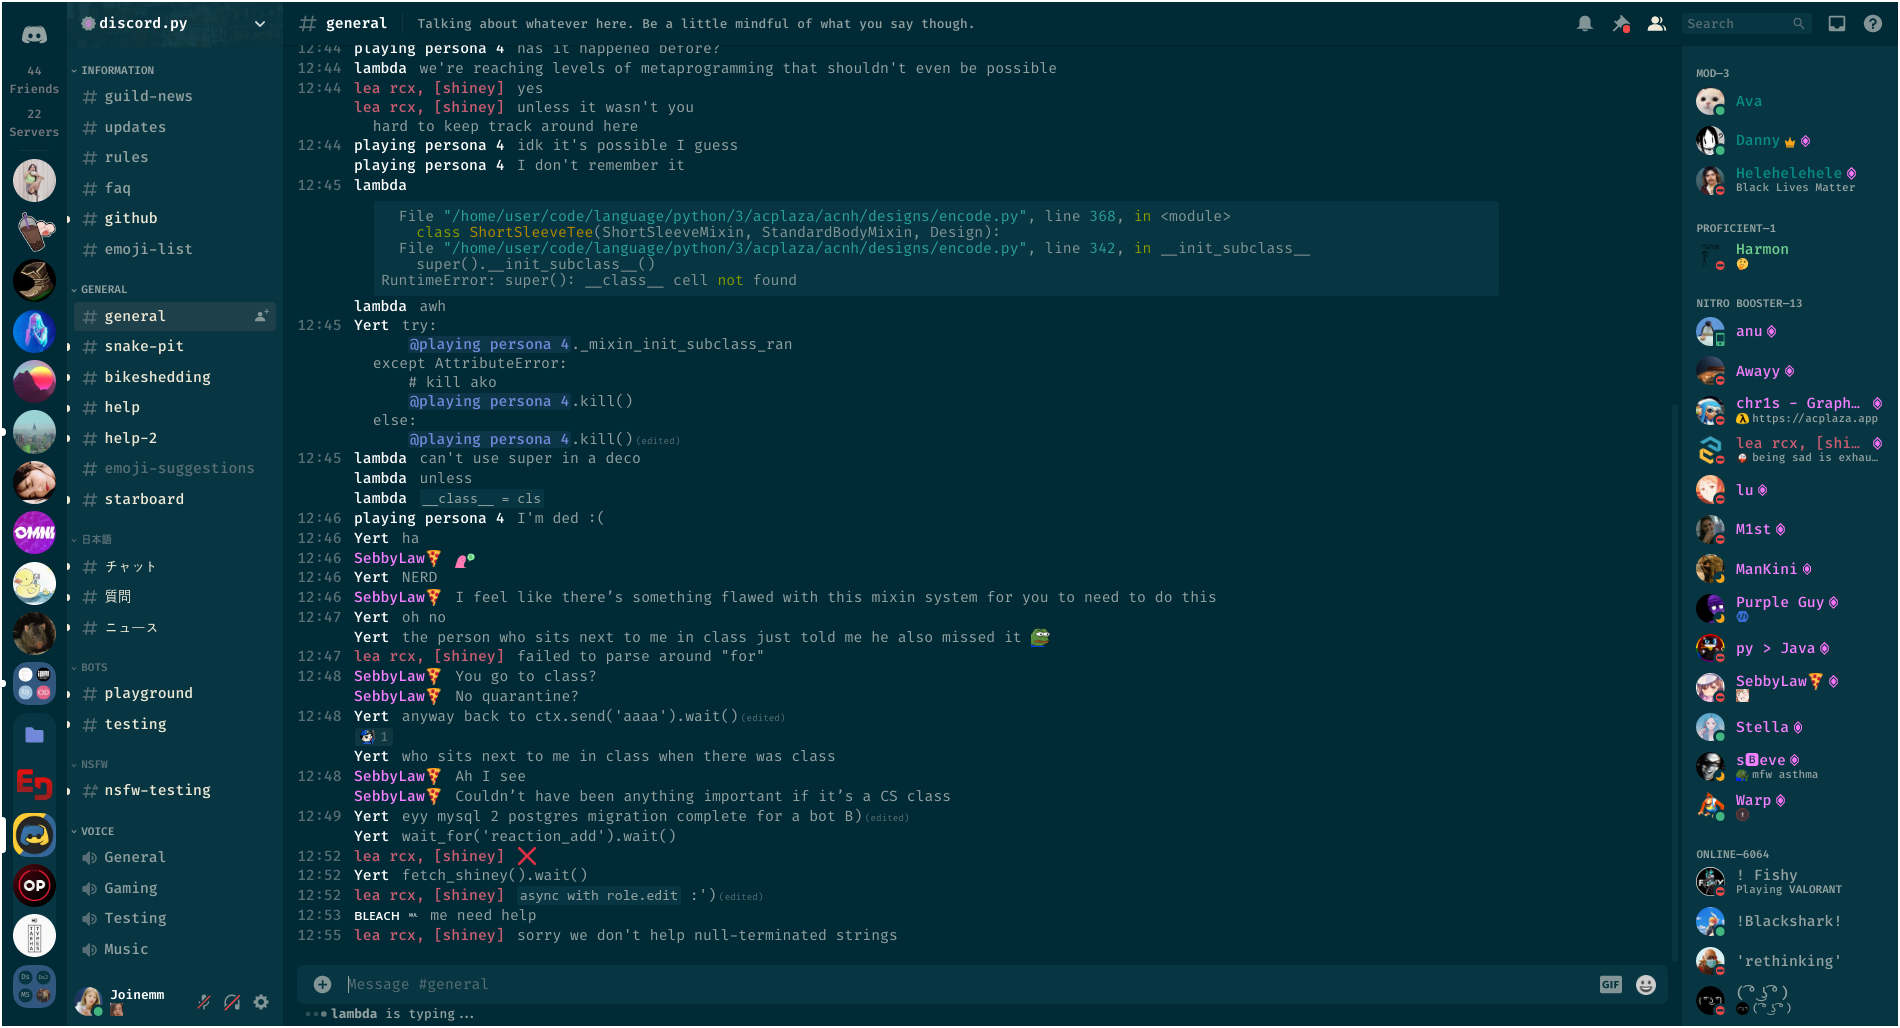 44
Friends
22
Servers
OMNI
ED
OP
discord.py
INFORMATION
# guild-news
# updates
# rules
# faq
# github
# emoji-list
GENERAL
# general
# snake-pit
# bikeshedding
# help
# help-2
# emoji-suggestions
# starboard
日本語
# チャット
# 質問
# ニュース
BOTS
# playground
# testing
NSFW
# nsfw-testing
VOICE
General
Gaming
Testing
Music
Joinemm
# general Talking about whatever here. Be a little mindful of what you say though.
Search
12:44 playing persona 4 has it happened before?
12:44 lambda we're reaching levels of metaprogramming that shouldn't even be possible
12:44 lea rcx, [shiney] yes
lea rcx, [shiney] unless it wasn't you
hard to keep track around here
12:44 playing persona 4 idk it's possible I guess
playing persona 4 I don't remember it
12:45 lambda
File "/home/user/code/language/python/3/acplaza/acnh/designs/encode.py", line 368, in <module>
class ShortSleeveTee(ShortSleeveMixin, StandardBodyMixin, Design):
File "/home/user/code/language/python/3/acplaza/acnh/designs/encode.py", line 342, in __init_subclass__
super().__init_subclass__()
RuntimeError: super(): __class__ cell not found
lambda awh
12:45 Yert try:
@playing persona 4._mixin_init_subclass_ran
except AttributeError:
# kill ako
@playing persona 4.kill()
else:
@playing persona 4.kill()(edited)
12:45 lambda can't use super in a deco
lambda unless
lambda __class__ = cls
12:46 playing persona 4 I'm ded :(
12:46 Yert ha
12:46 SebbyLaw🍕
12:46 Yert NERD
12:46 SebbyLaw🍕 I feel like there’s something flawed with this mixin system for you to need to do this
12:47 Yert oh no
Yert the person who sits next to me in class just told me he also missed it
12:47 lea rcx, [shiney] failed to parse around "for"
12:48 SebbyLaw🍕 You go to class?
SebbyLaw🍕 No quarantine?
12:48 Yert anyway back to ctx.send('aaaa').wait()(edited)
1
Yert who sits next to me in class when there was class
12:48 SebbyLaw🍕 Ah I see
SebbyLaw🍕 Couldn’t have been anything important if it’s a CS class
12:49 Yert eyy mysql 2 postgres migration complete for a bot B)(edited)
Yert wait_for('reaction_add').wait()
12:52 lea rcx, [shiney] ❌
12:52 Yert fetch_shiney().wait()
12:52 lea rcx, [shiney] async with role.edit :')(edited)
12:53 BLEACH me need help
12:55 lea rcx, [shiney] sorry we don't help null-terminated strings
Message #general
GIF
lambda is typing...
MOD—3
Ava
Danny
Helehelehele
Black Lives Matter
PROFICIENT—1
Harmon
🤔
NITRO BOOSTER—13
anu
Awayy
chr1s - Graph...
https://acplaza.app
lea rcx, [shi...
being sad is exhau...
lu
M1st
ManKini
Purple Guy
py > Java
SebbyLaw🍕
Stella
s🅱eve
mfw asthma
Warp
ONLINE—6064
! Fishy
Playing VALORANT
!Blackshark!
'rethinking'
( ͡° ͜ʖ ͡°)
( ͡° ͜ʖ ͡°)